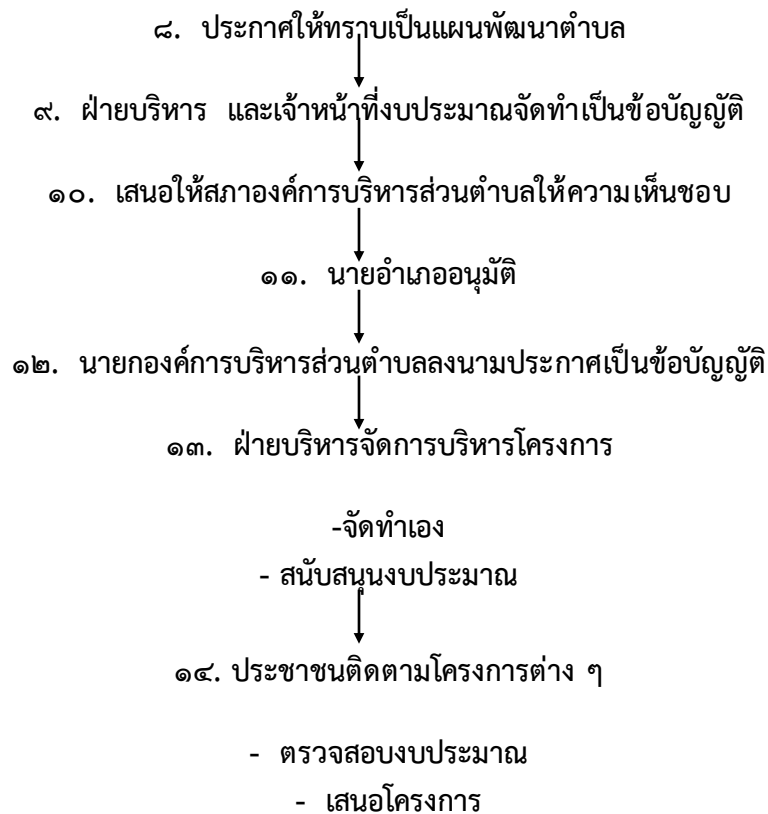 ๘. ประกาศให้ทราบเป็นแผนพัฒนาตำบล
๙. ฝ่ายบริหาร และเจ้าหน้าที่งบประมาณจัดทำเป็นข้อบัญญัติ
๑๐. เสนอให้สภาองค์การบริหารส่วนตำบลให้ความเห็นชอบ
๑๑. นายอำเภออนุมัติ
๑๒. นายกองค์การบริหารส่วนตำบลลงนามประกาศเป็นข้อบัญญัติ
๑๓. ฝ่ายบริหารจัดการบริหารโครงการ
-จัดทำเอง
- สนับสนุนงบประมาณ
๑๔. ประชาชนติดตามโครงการต่าง ๆ
- ตรวจสอบงบประมาณ
- เสนอโครงการ